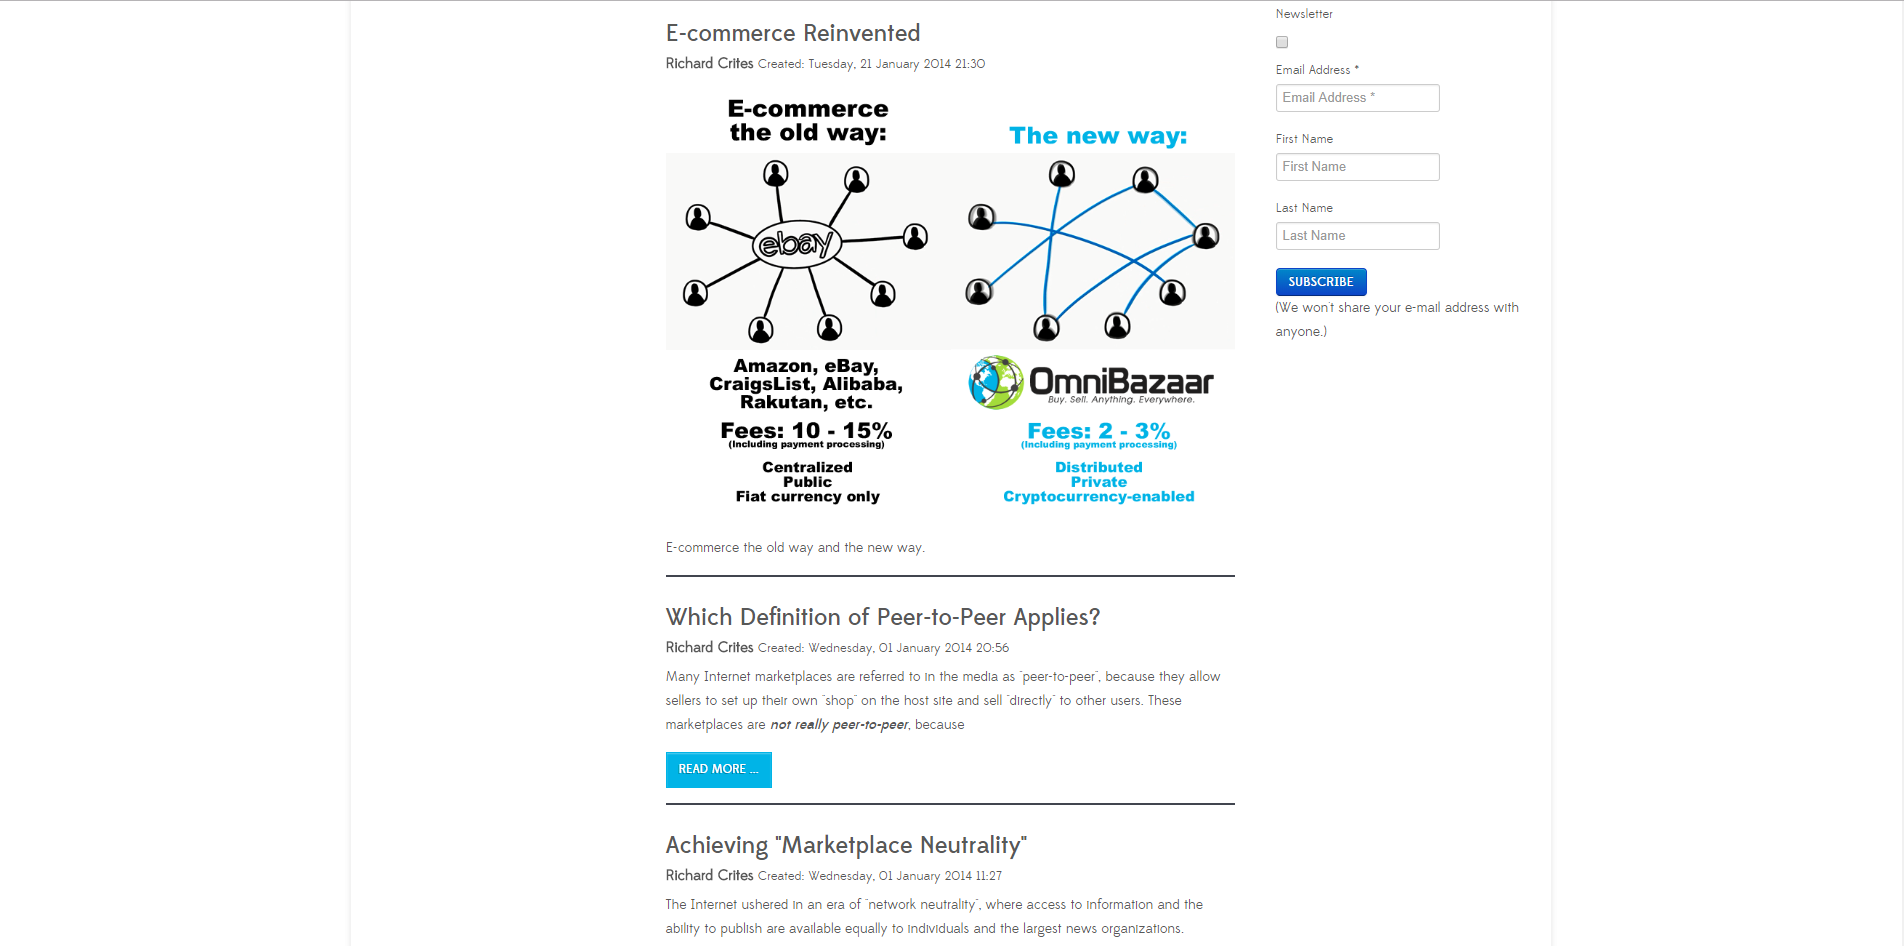 E-commerce Reinvented
Richard Crites Created: Tuesday, 21 January 2014 21:30
E-commerce
the old way:
The new way:
ebay
Amazon, eBay,
CraigsList, Alibaba,
Rakutan, etc.
Fees: 10 - 15%
(Including payment processing)
Centralized
Public
Fiat currency only
OmniBazaar
Buy. Sell. Anything. Everywhere.
Fees: 2 - 3%
(Including payment processing)
Distributed
Private
Cryptocurrency-enabled
E-commerce the old way and the new way.
Which Definition of Peer-to-Peer Applies?
Richard Crites Created: Wednesday, 01 January 2014 20:56
Many Internet marketplaces are referred to in the media as "peer-to-peer", because they allow
sellers to set up their own "shop" on the host site and sell "directly" to other users. These
marketplaces are not really peer-to-peer, because
READ MORE ...
Achieving "Marketplace Neutrality"
Richard Crites Created: Wednesday, 01 January 2014 11:27
The Internet ushered in an era of "network neutrality", where access to information and the
ability to publish are available equally to individuals and the largest news organizations.
Newsletter
Email Address *
Email Address *
First Name
First Name
Last Name
Last Name
SUBSCRIBE
(We won't share your e-mail address with
anyone.)